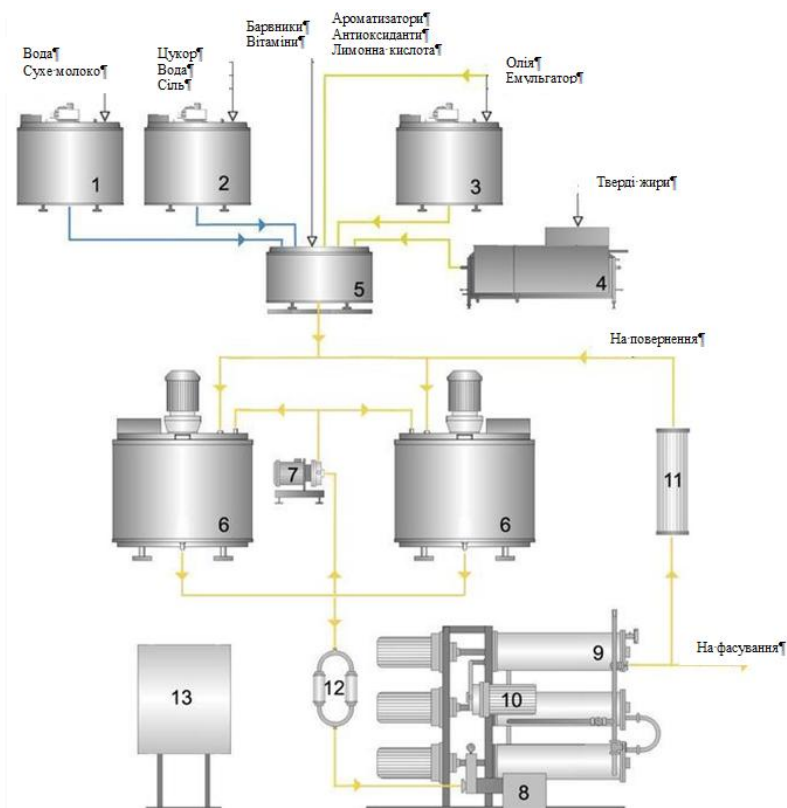 Вода¶
Сухе·молоко¶
Цукор¶
Вода¶
Сіль¶
Барвники¶
Вітаміни¶
Ароматизатори¶
Антиоксиданти¶
Лимонна·кислота¶
Олія¶
Емульгатор¶
Тверді·жири¶
1
2
3
4
5
На·повернення¶
6
7
6
11
На·фасування¶
9
10
12
13
8